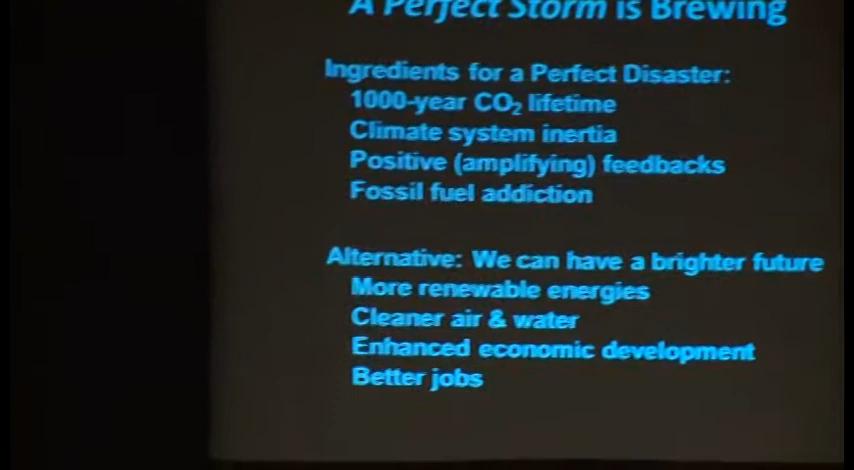 A Perfect Storm is Brewing
Ingredients for a Perfect Disaster:
1000-year CO₂ lifetime
Climate system inertia
Positive (amplifying) feedbacks
Fossil fuel addiction
Alternative: We can have a brighter future
More renewable energies
Cleaner air & water
Enhanced economic development
Better jobs